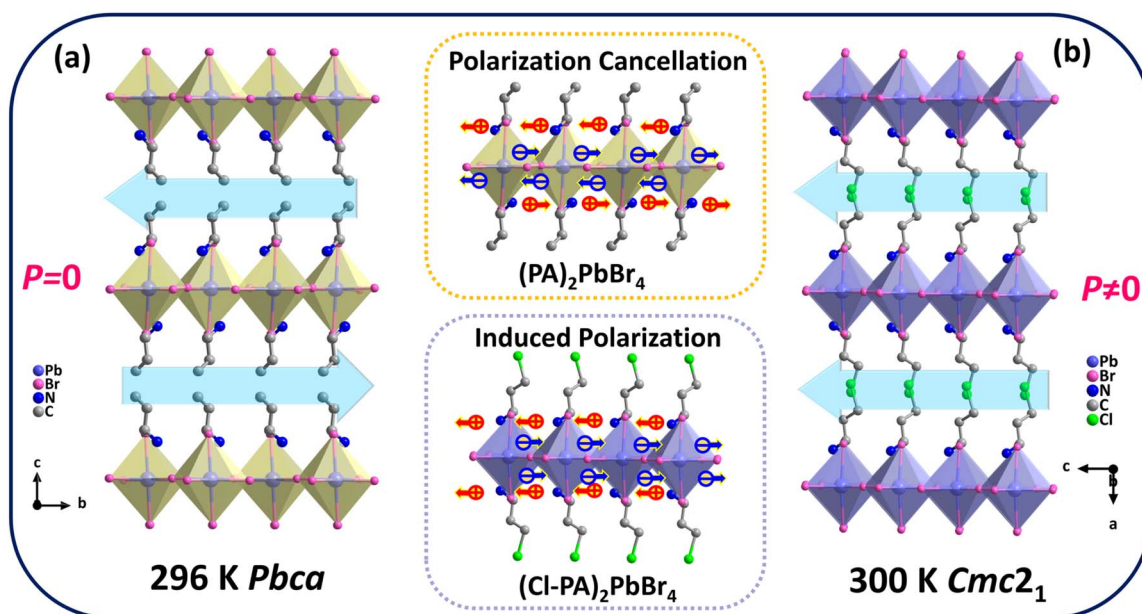 (a)
P=0
Pb
Br
N
C
c
b
296 K Pbca
Polarization Cancellation
(PA)₂PbBr₄
Induced Polarization
(Cl-PA)₂PbBr₄
(b)
P≠0
Pb
Br
N
C
Cl
c
b
a
300 K Cmc2₁